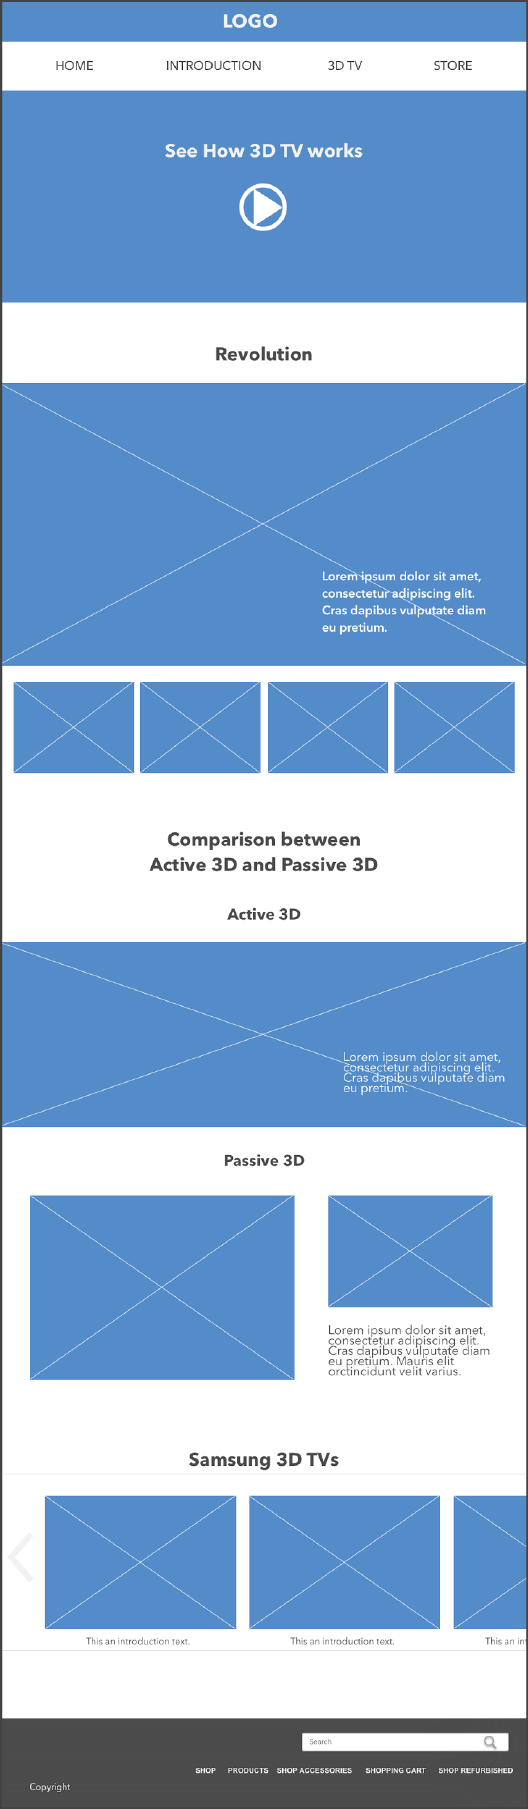 LOGO
HOME INTRODUCTION 3D TV STORE
See How 3D TV works
Revolution
Lorem ipsum dolor sit amet,
consectetur adipiscing elit.
Cras dapibus vulputate diam
eu pretium.
Comparison between
Active 3D and Passive 3D
Active 3D
Lorem ipsum dolor sit amet,
consectetur adipiscing elit.
Cras dapibus vulputate diam
eu pretium.
Passive 3D
Lorem ipsum dolor sit amet,
consectetur adipiscing elit.
Cras dapibus vulputate diam
eu pretium. Mauris elit
orctincidunt velit varius.
Samsung 3D TVs
This an introduction text. This an introduction text. This an in
Search
SHOP PRODUCTS SHOP ACCESSORIES SHOPPING CART SHOP REFURBISHED
Copyright